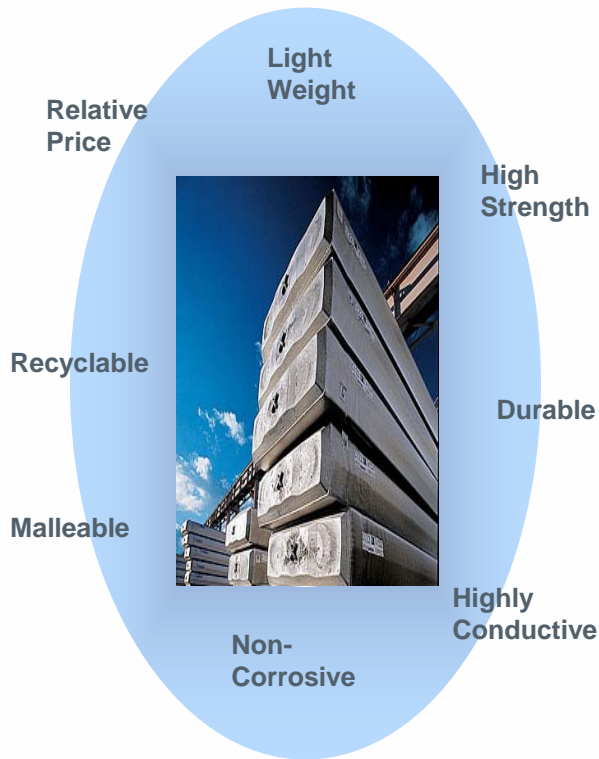 Light
Weight
Relative
Price
High
Strength
Recyclable
Durable
Malleable
Highly
Conductive
Non-
Corrosive